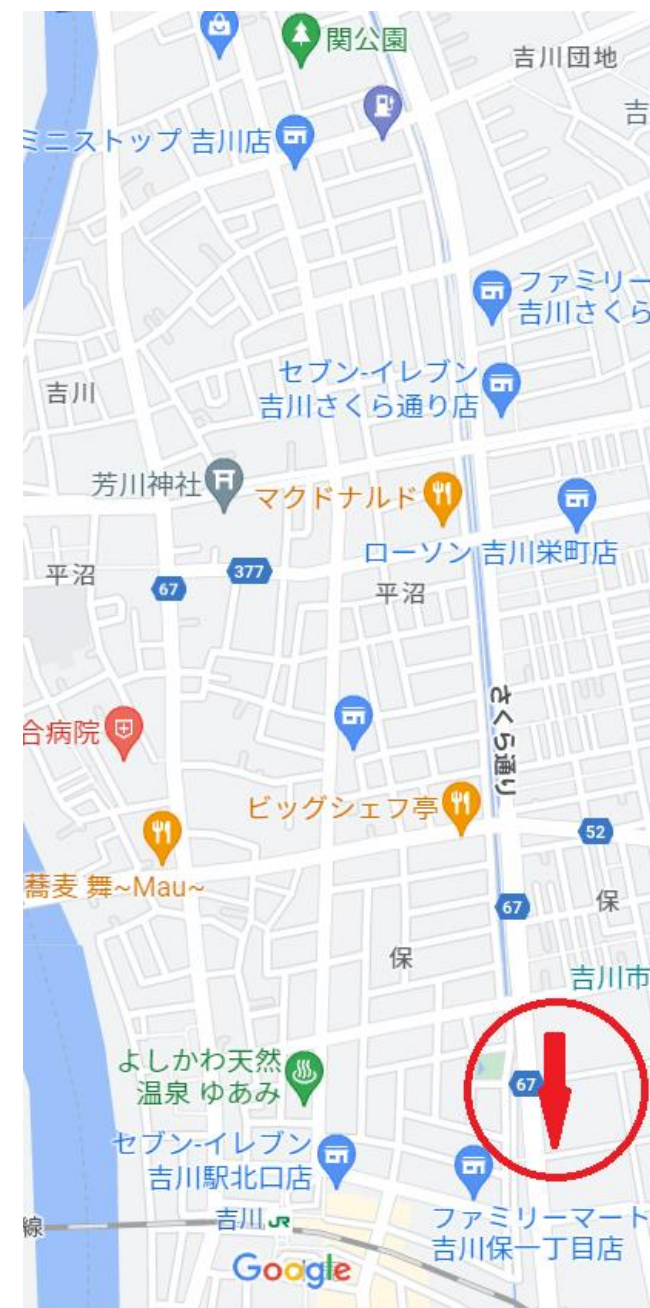 関公園
吉川団地
吉
ミニストップ 吉川店
ファミリー
吉川さくら
セブン-イレブン
吉川さくら通り店
吉川
芳川神社
マクドナルド
ローソン 吉川栄町店
平沼
377
67
平沼
さくら通り
合病院
ビッグシェフ亭
52
蕎麦 舞~Mau~
67
保
保
吉川市
よしかわ天然
温泉 ゆあみ
67
セブン-イレブン
吉川駅北口店
吉川 JR
線
ファミリーマート
吉川保一丁目店
Google